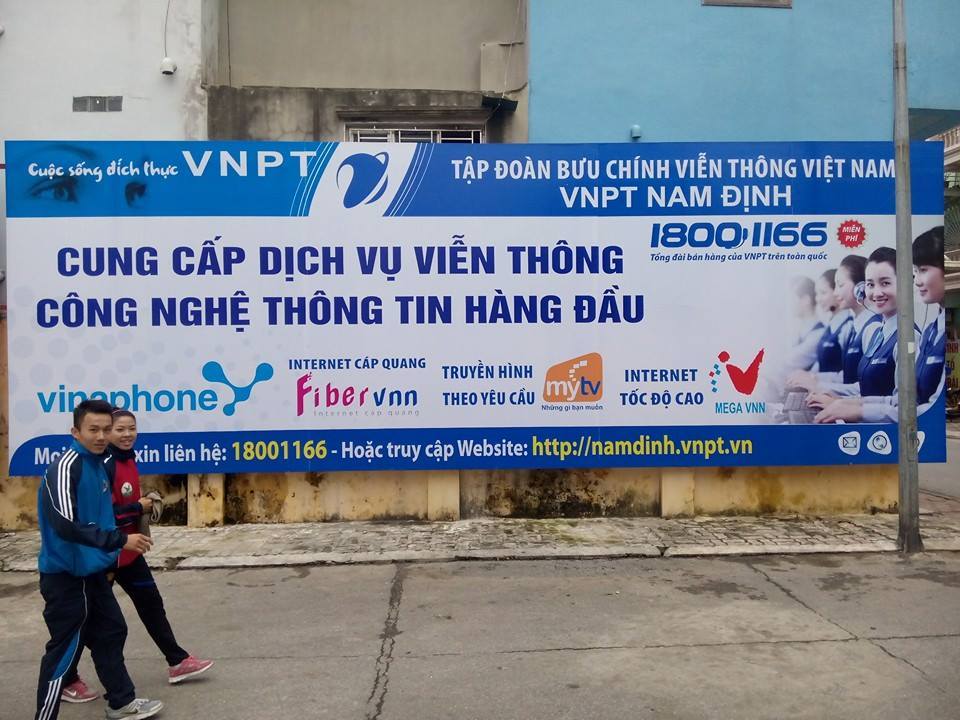 Cuộc sống đích thực VNPT
TẬP ĐOÀN BƯU CHÍNH VIỄN THÔNG VIỆT NAM
VNPT NAM ĐỊNH
18001166
MIỄN PHÍ
Tổng đài bán hàng của VNPT trên toàn quốc
CUNG CẤP DỊCH VỤ VIỄN THÔNG
CÔNG NGHỆ THÔNG TIN HÀNG ĐẦU
vinaphone
INTERNET CÁP QUANG
Fibervnn
Internet cáp quang
TRUYỀN HÌNH
THEO YÊU CẦU
mytv
Những gì bạn muốn
INTERNET
TỐC ĐỘ CAO
MEGA VNN
xin liên hệ: 18001166 - Hoặc truy cập Website: http://namdinh.vnpt.vn